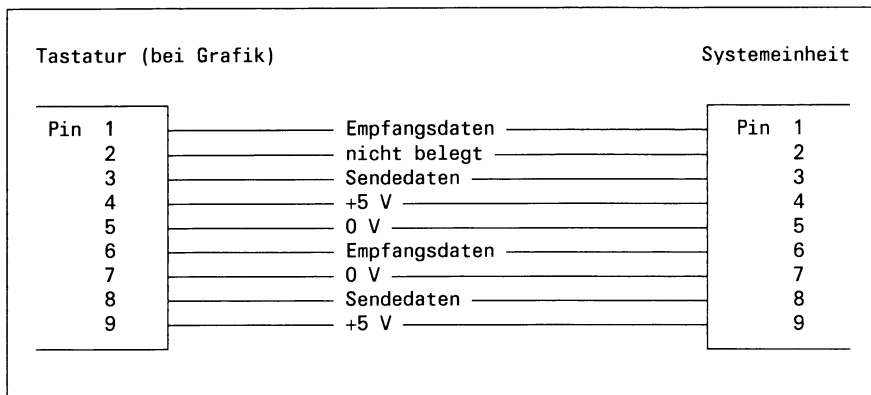 Tastatur (bei Grafik) Systemeinheit
Pin 1 Empfangsdaten Pin 1
2 nicht belegt 2
3 Sendedaten 3
4 +5 V 4
5 0 V 5
6 Empfangsdaten 6
7 0 V 7
8 Sendedaten 8
9 +5 V 9